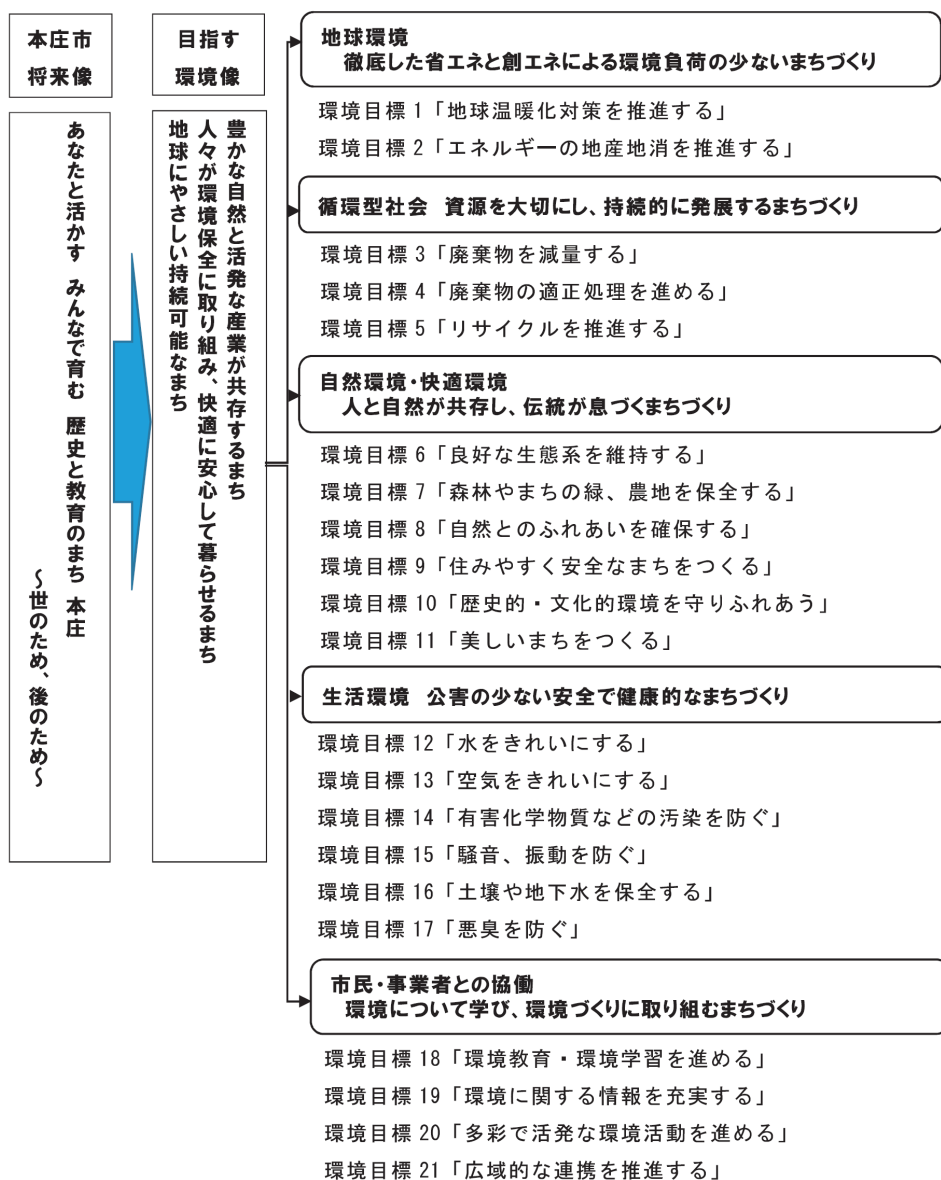 本庄市
将来像
あなたと活かす みんなで育む 歴史と教育のまち 本庄
～世のため、後のため～
目指す
環境像
豊かな自然と活発な産業が共存するまち
人々が環境保全に取り組み、快適に安心して暮らせるまち
地球にやさしい持続可能なまち
地球環境
徹底した省エネと創エネによる環境負荷の少ないまちづくり
環境目標 1「地球温暖化対策を推進する」
環境目標 2「エネルギーの地産地消を推進する」
循環型社会 資源を大切にし、持続的に発展するまちづくり
環境目標 3「廃棄物を減量する」
環境目標 4「廃棄物の適正処理を進める」
環境目標 5「リサイクルを推進する」
自然環境・快適環境
人と自然が共存し、伝統が息づくまちづくり
環境目標 6「良好な生態系を維持する」
環境目標 7「森林やまちの緑、農地を保全する」
環境目標 8「自然とのふれあいを確保する」
環境目標 9「住みやすく安全なまちをつくる」
環境目標 10「歴史的・文化的環境を守りふれあう」
環境目標 11「美しいまちをつくる」
生活環境 公害の少ない安全で健康的なまちづくり
環境目標 12「水をきれいにする」
環境目標 13「空気をきれいにする」
環境目標 14「有害化学物質などの汚染を防ぐ」
環境目標 15「騒音、振動を防ぐ」
環境目標 16「土壌や地下水を保全する」
環境目標 17「悪臭を防ぐ」
市民・事業者との協働
環境について学び、環境づくりに取り組むまちづくり
環境目標 18「環境教育・環境学習を進める」
環境目標 19「環境に関する情報を充実する」
環境目標 20「多彩で活発な環境活動を進める」
環境目標 21「広域的な連携を推進する」